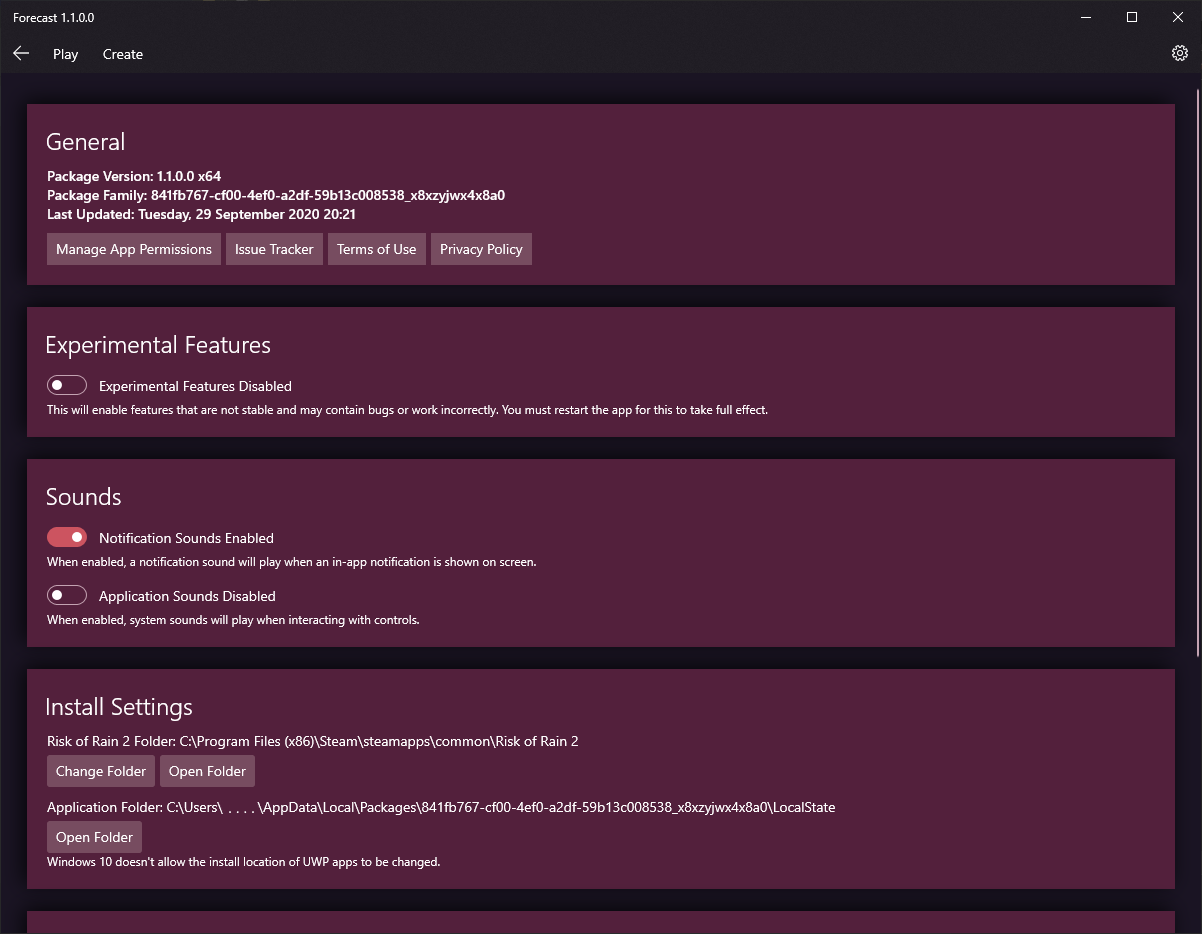 Forecast 1.1.0.0
Play Create
General
Package Version: 1.1.0.0 x64
Package Family: 841fb767-cf00-4ef0-a2df-59b13c008538_x8xzyjwx4x8a0
Last Updated: Tuesday, 29 September 2020 20:21
Manage App Permissions Issue Tracker Terms of Use Privacy Policy
Experimental Features
Experimental Features Disabled
This will enable features that are not stable and may contain bugs or work incorrectly. You must restart the app for this to take full effect.
Sounds
Notification Sounds Enabled
When enabled, a notification sound will play when an in-app notification is shown on screen.
Application Sounds Disabled
When enabled, system sounds will play when interacting with controls.
Install Settings
Risk of Rain 2 Folder: C:\Program Files (x86)\Steam\steamapps\common\Risk of Rain 2
Change Folder Open Folder
Application Folder: C:\Users\ . . . . \AppData\Local\Packages\841fb767-cf00-4ef0-a2df-59b13c008538_x8xzyjwx4x8a0\LocalState
Open Folder
Windows 10 doesn't allow the install location of UWP apps to be changed.